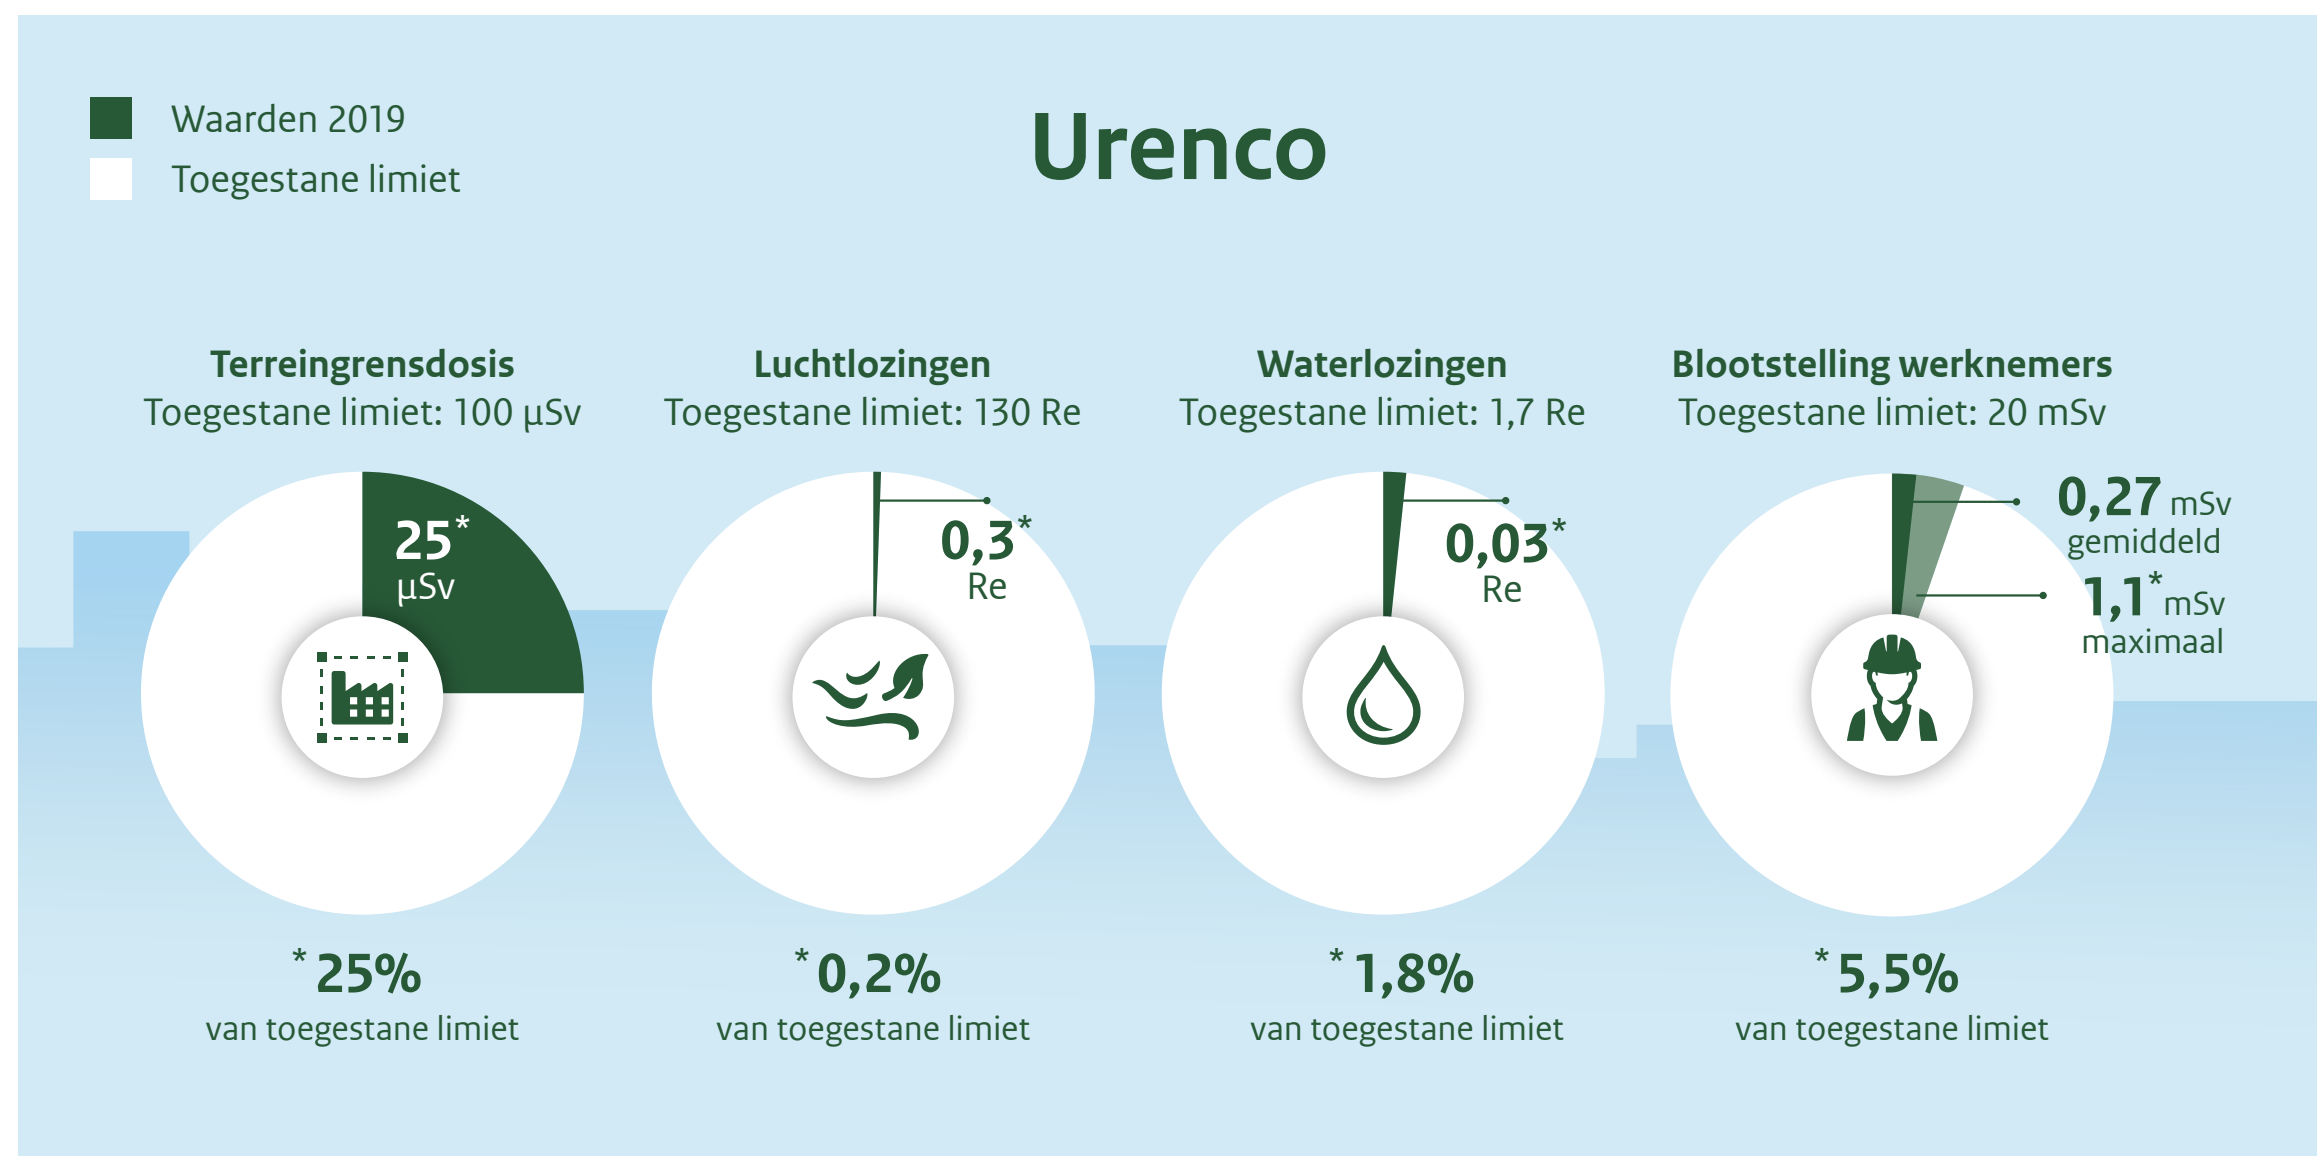 Waarden 2019
Toegestane limiet
Urenco
Terreingrensdosis
Toegestane limiet: 100 µSv
25*
µSv
* 25%
van toegestane limiet
Luchtlozingen
Toegestane limiet: 130 Re
0,3*
Re
* 0,2%
van toegestane limiet
Waterlozingen
Toegestane limiet: 1,7 Re
0,03*
Re
* 1,8%
van toegestane limiet
Blootstelling werknemers
Toegestane limiet: 20 mSv
0,27 mSv
gemiddeld
1,1* mSv
maximaal
* 5,5%
van toegestane limiet